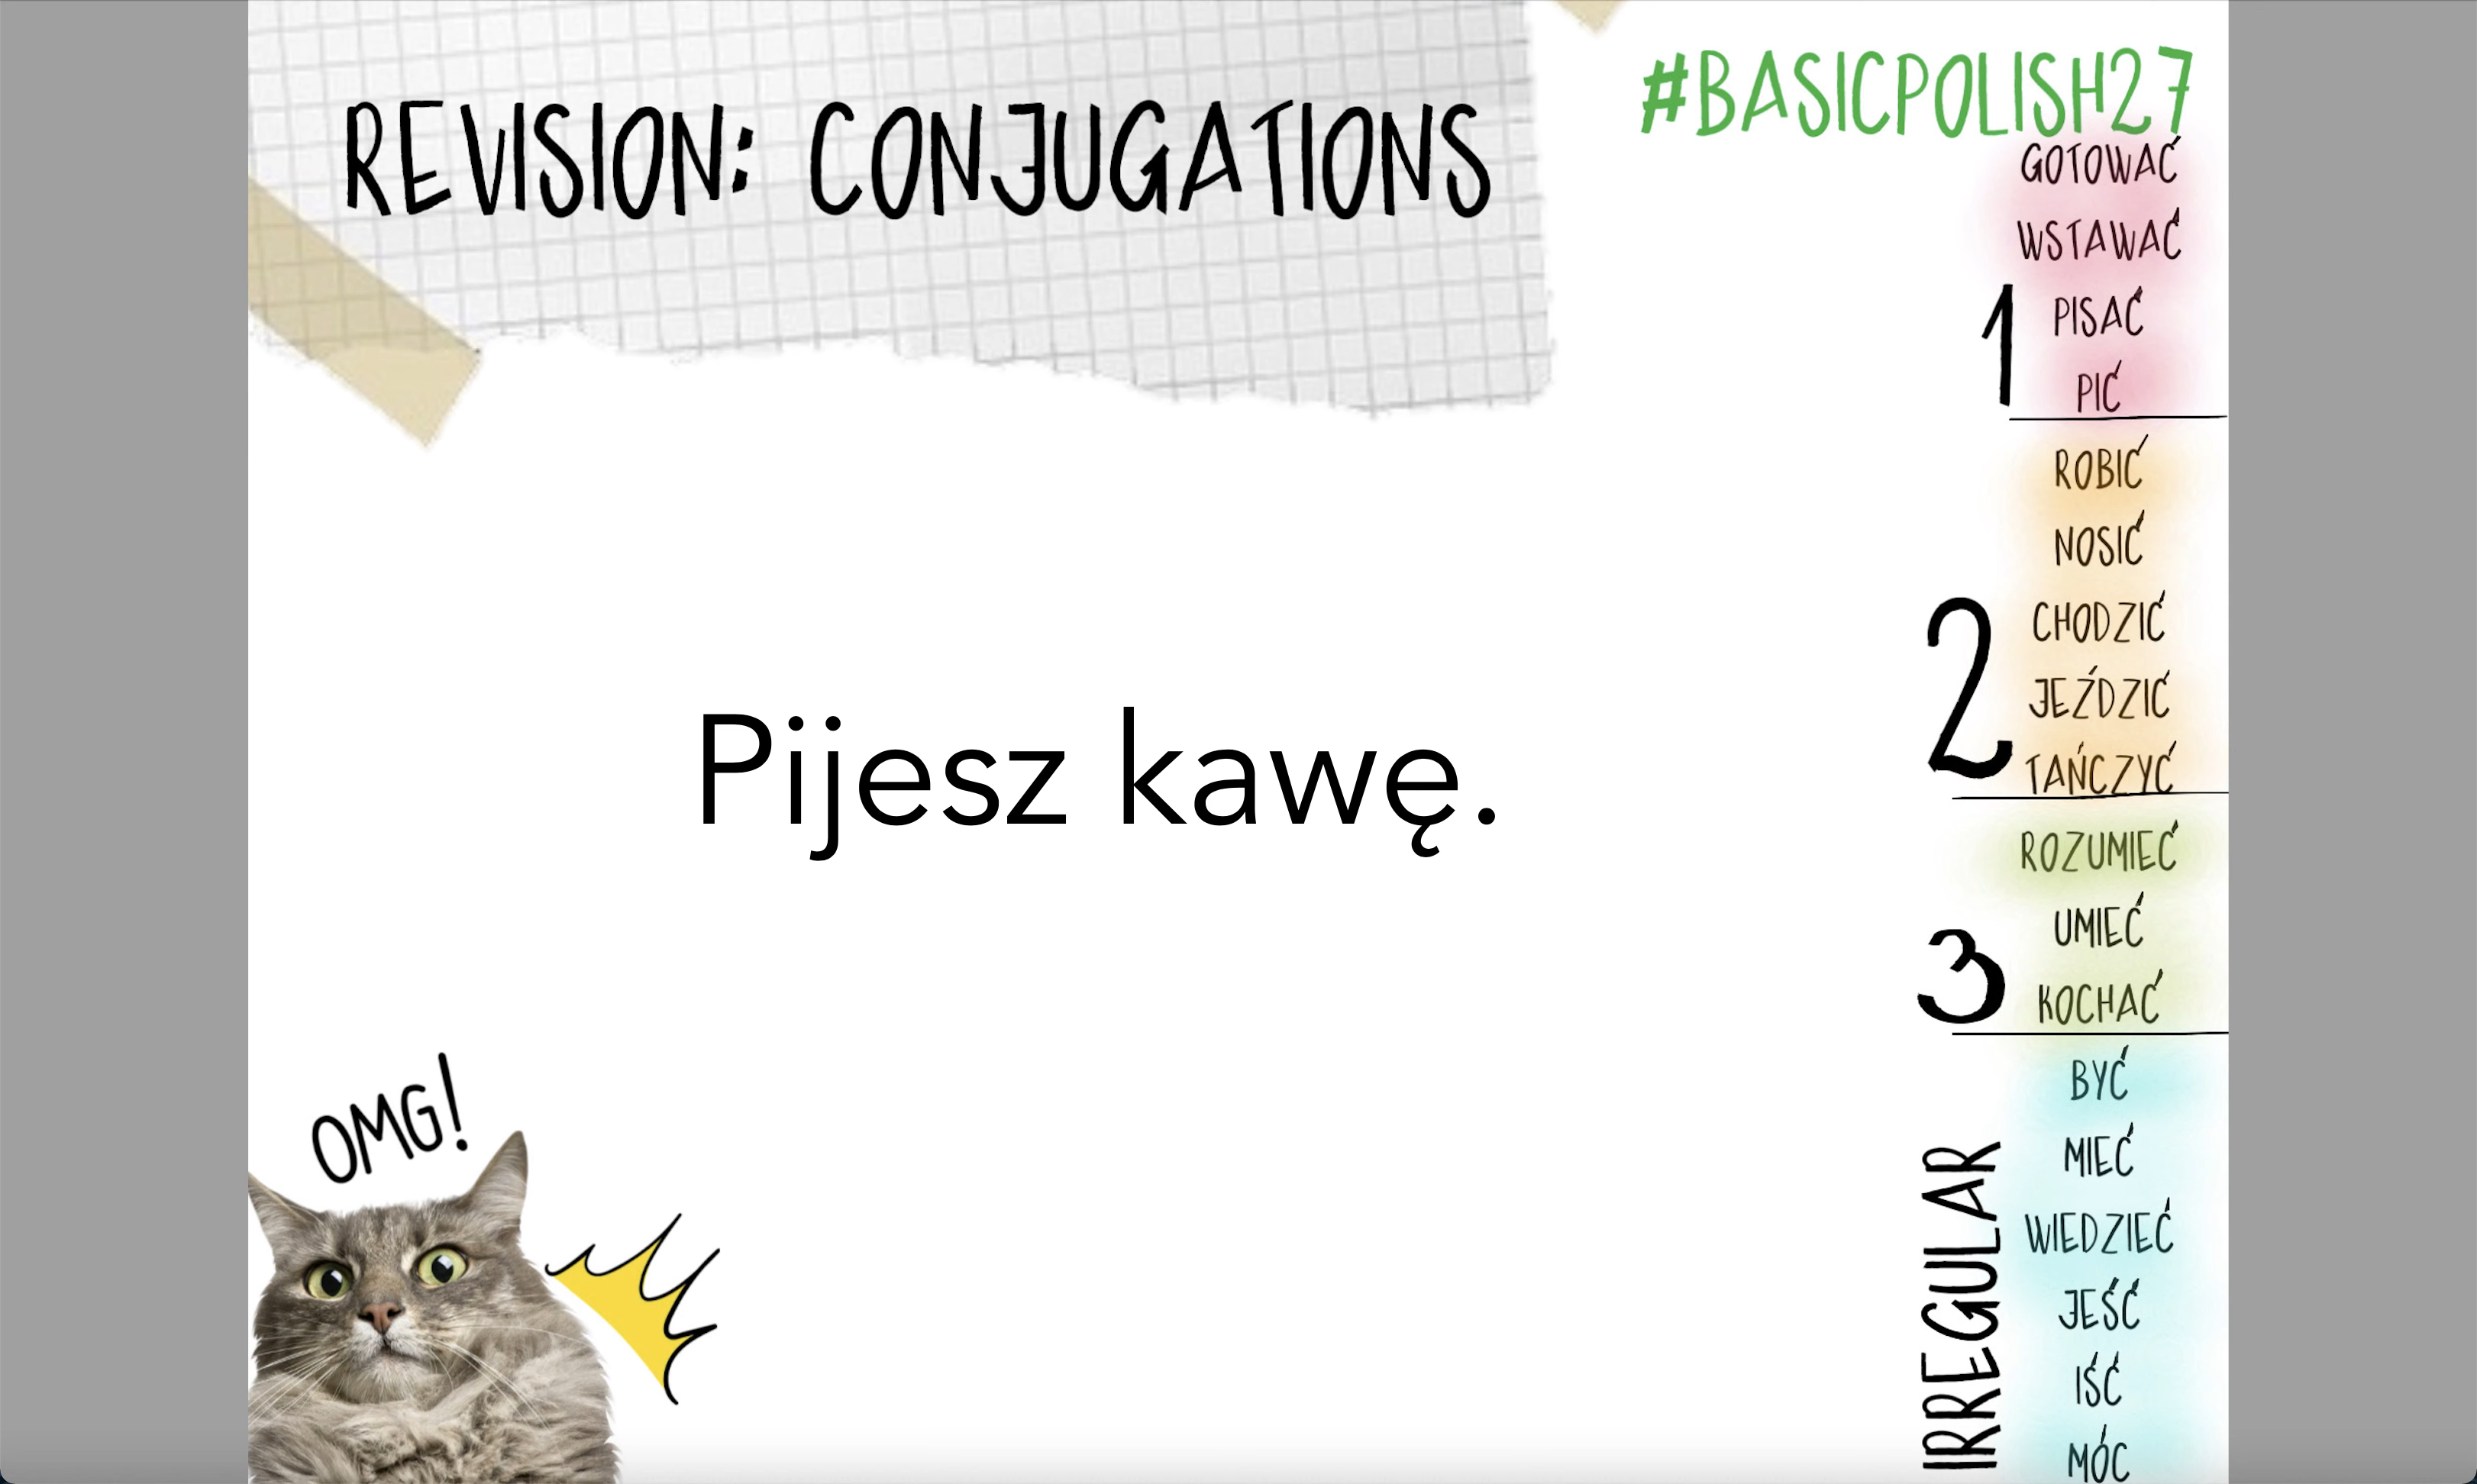 #BASICPOLISH27
REVISION: CONJUGATIONS
GOTOWAĆ
WSTAWAĆ
1
PISAĆ
PIĆ
ROBIĆ
NOSIĆ
2
CHODZIĆ
JEŹDZIĆ
TAŃCZYĆ
Pijesz kawę.
ROZUMIEĆ
3
UMIEĆ
KOCHAĆ
OMG!
IRREGULAR
BYĆ
MIEĆ
WIEDZIEĆ
JEŚĆ
IŚĆ
MÓC